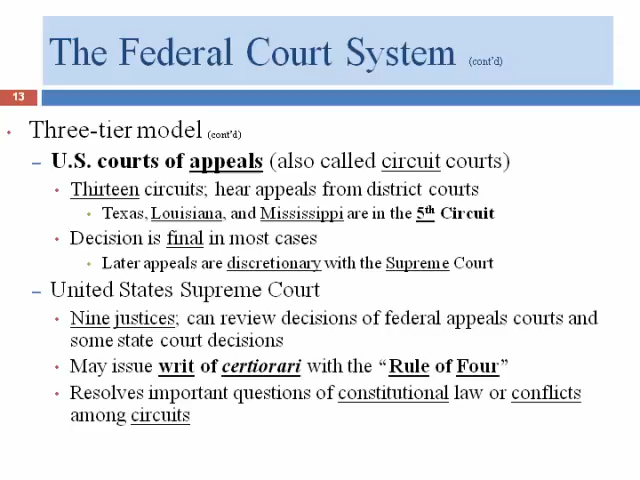 The Federal Court System (cont'd)
13
• Three-tier model (cont'd)
– U.S. courts of appeals (also called circuit courts)
• Thirteen circuits; hear appeals from district courts
• Texas, Louisiana, and Mississippi are in the 5th Circuit
• Decision is final in most cases
• Later appeals are discretionary with the Supreme Court
– United States Supreme Court
• Nine justices; can review decisions of federal appeals courts and
some state court decisions
• May issue writ of certiorari with the “Rule of Four”
• Resolves important questions of constitutional law or conflicts
among circuits